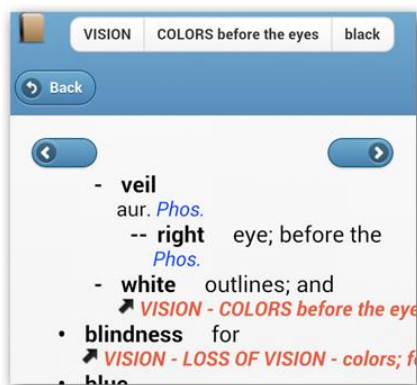 VISION COLORS before the eyes black
Back
- veil
aur. Phos.
-- right eye; before the
Phos.
- white outlines; and
VISION - COLORS before the eye
• blindness for
VISION - LOSS OF VISION - colors; f
• blue